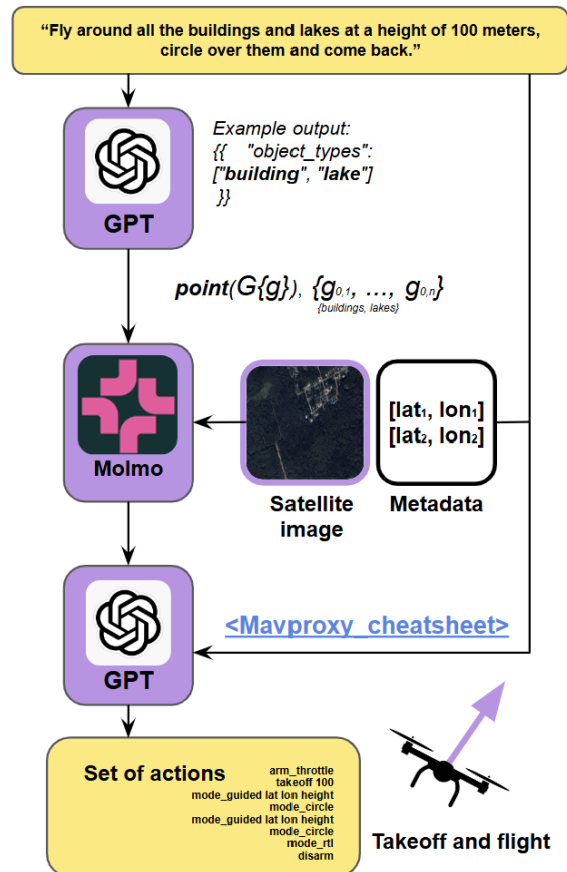 “Fly around all the buildings and lakes at a height of 100 meters,
circle over them and come back.”
GPT
Example output:
{{ "object_types":
["building", "lake"]
}}
point(G{g}), {g0,1, ..., g0,n}
{buildings, lakes}
Molmo
Satellite
image
[lat1, lon1]
[lat2, lon2]
Metadata
<Mavproxy_cheatsheet>
GPT
Set of actions
arm_throttle
takeoff 100
mode_guided lat lon height
mode_circle
mode_guided lat lon height
mode_circle
mode_rtl
disarm
Takeoff and flight